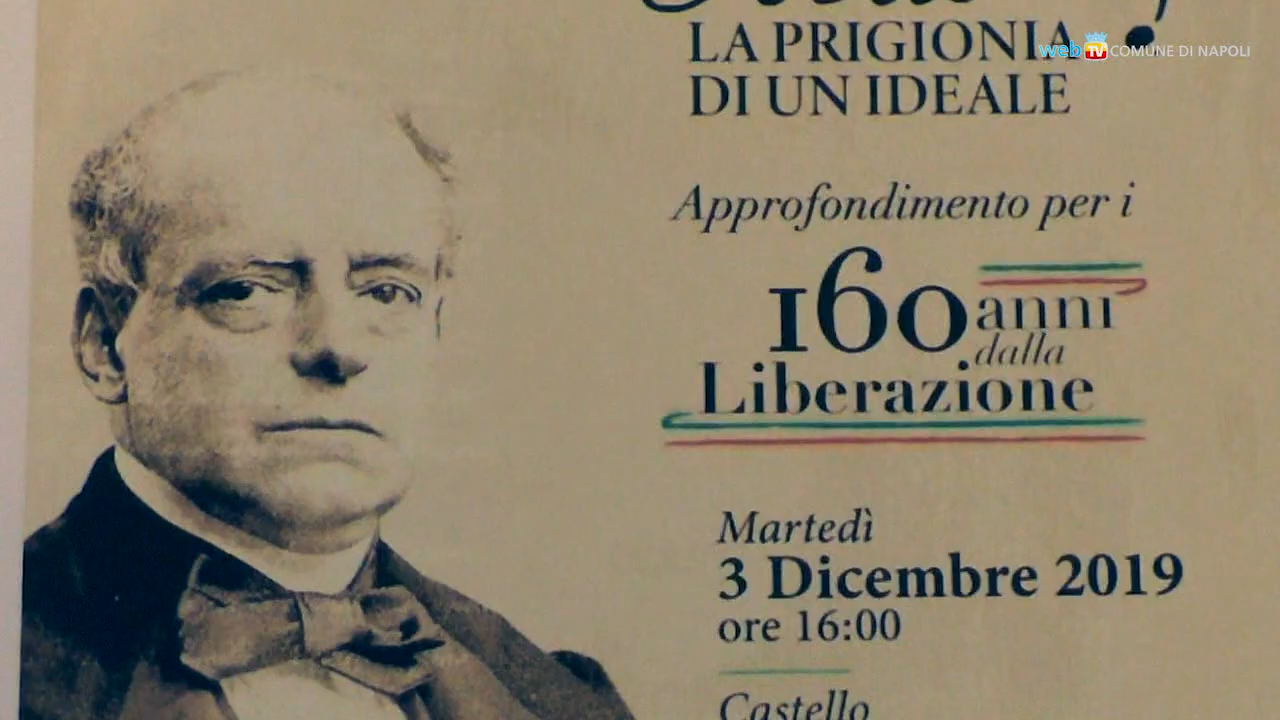 LA PRIGIONIA
DI UN IDEALE
web TV COMUNE DI NAPOLI
Approfondimento per i
160 anni
dalla
Liberazione
Martedì
3 Dicembre 2019
ore 16:00
Castello